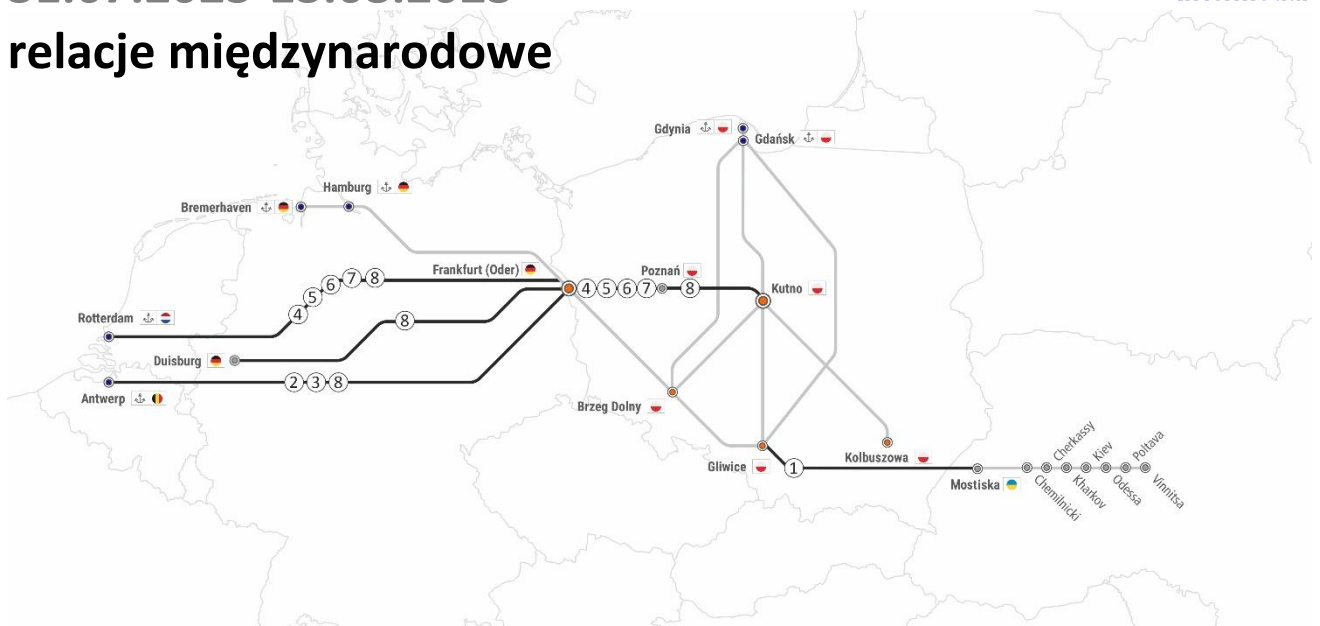 relacje międzynarodowe
Gdynia
Gdańsk
Hamburg
Bremerhaven
Frankfurt (Oder)
4 5 6 7
Poznań
8
Kutno
4 5 6 7 8
Rotterdam
8
Duisburg
2 3 8
Antwerp
Brzeg Dolny
Gliwice
1
Kolbuszowa
Mostiska
Chemilnicki
Cherkassy
Kharkov
Kiev
Odessa
Poltava
Vinnitsa